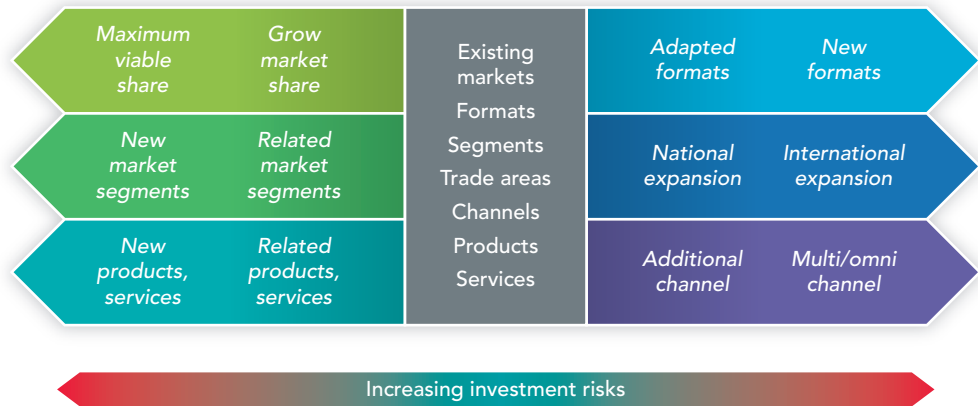 Maximum
viable
share
Grow
market
share
New
market
segments
Related
market
segments
New
products,
services
Related
products,
services
Existing
markets
Formats
Segments
Trade areas
Channels
Products
Services
Adapted
formats
New
formats
National
expansion
International
expansion
Additional
channel
Multi/omni
channel
Increasing investment risks